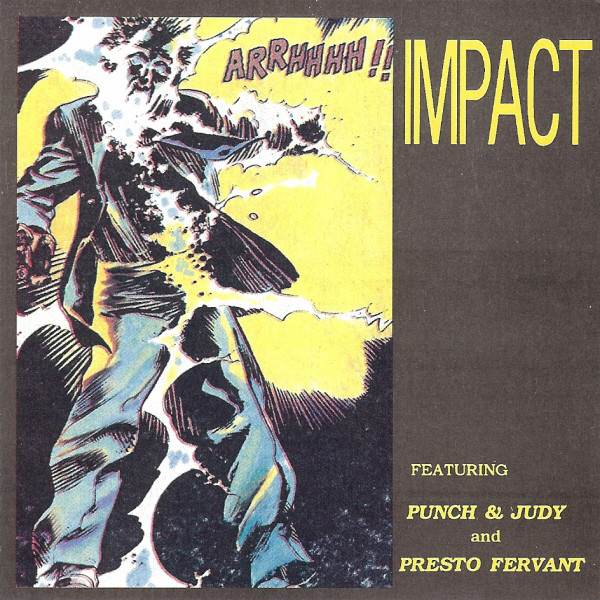 ARRHHHH!!
IMPACT
FEATURING
PUNCH & JUDY
and
PRESTO FERVANT